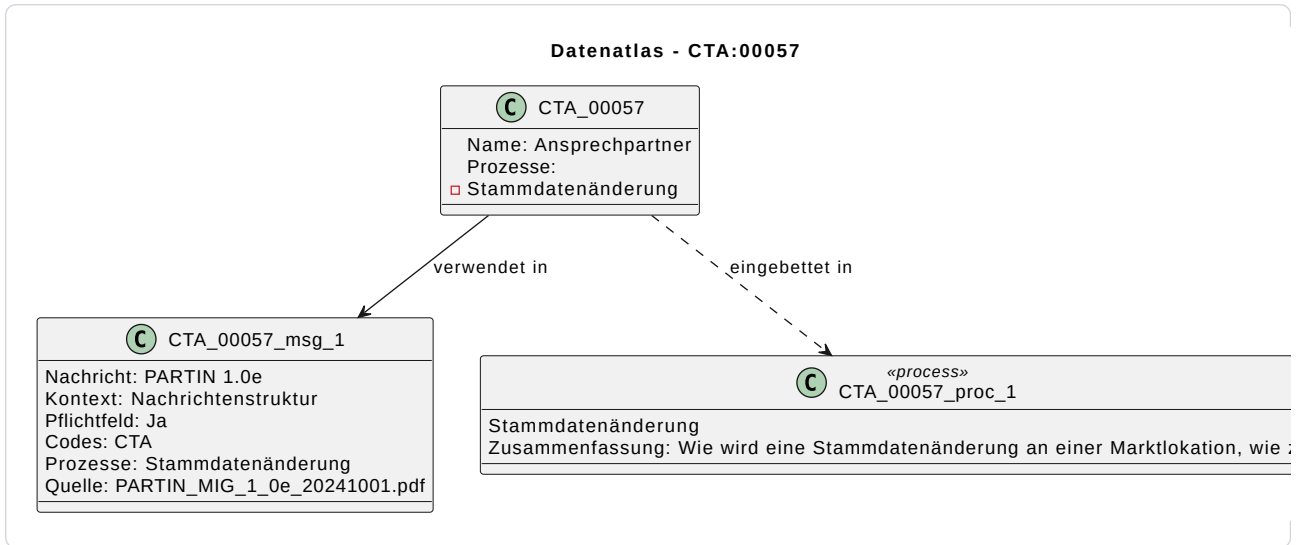 Datenatlas - CTA:00057
C CTA_00057
Name: Ansprechpartner
Prozesse:
Stammdatenänderung
verwendet in
eingebettet in
C CTA_00057_msg_1
Nachricht: PARTIN 1.0e
Kontext: Nachrichtenstruktur
Pflichtfeld: Ja
Codes: CTA
Prozesse: Stammdatenänderung
Quelle: PARTIN_MIG_1_0e_20241001.pdf
«process»
C CTA_00057_proc_1
Stammdatenänderung
Zusammenfassung: Wie wird eine Stammdatenänderung an einer Marktlokation, wie